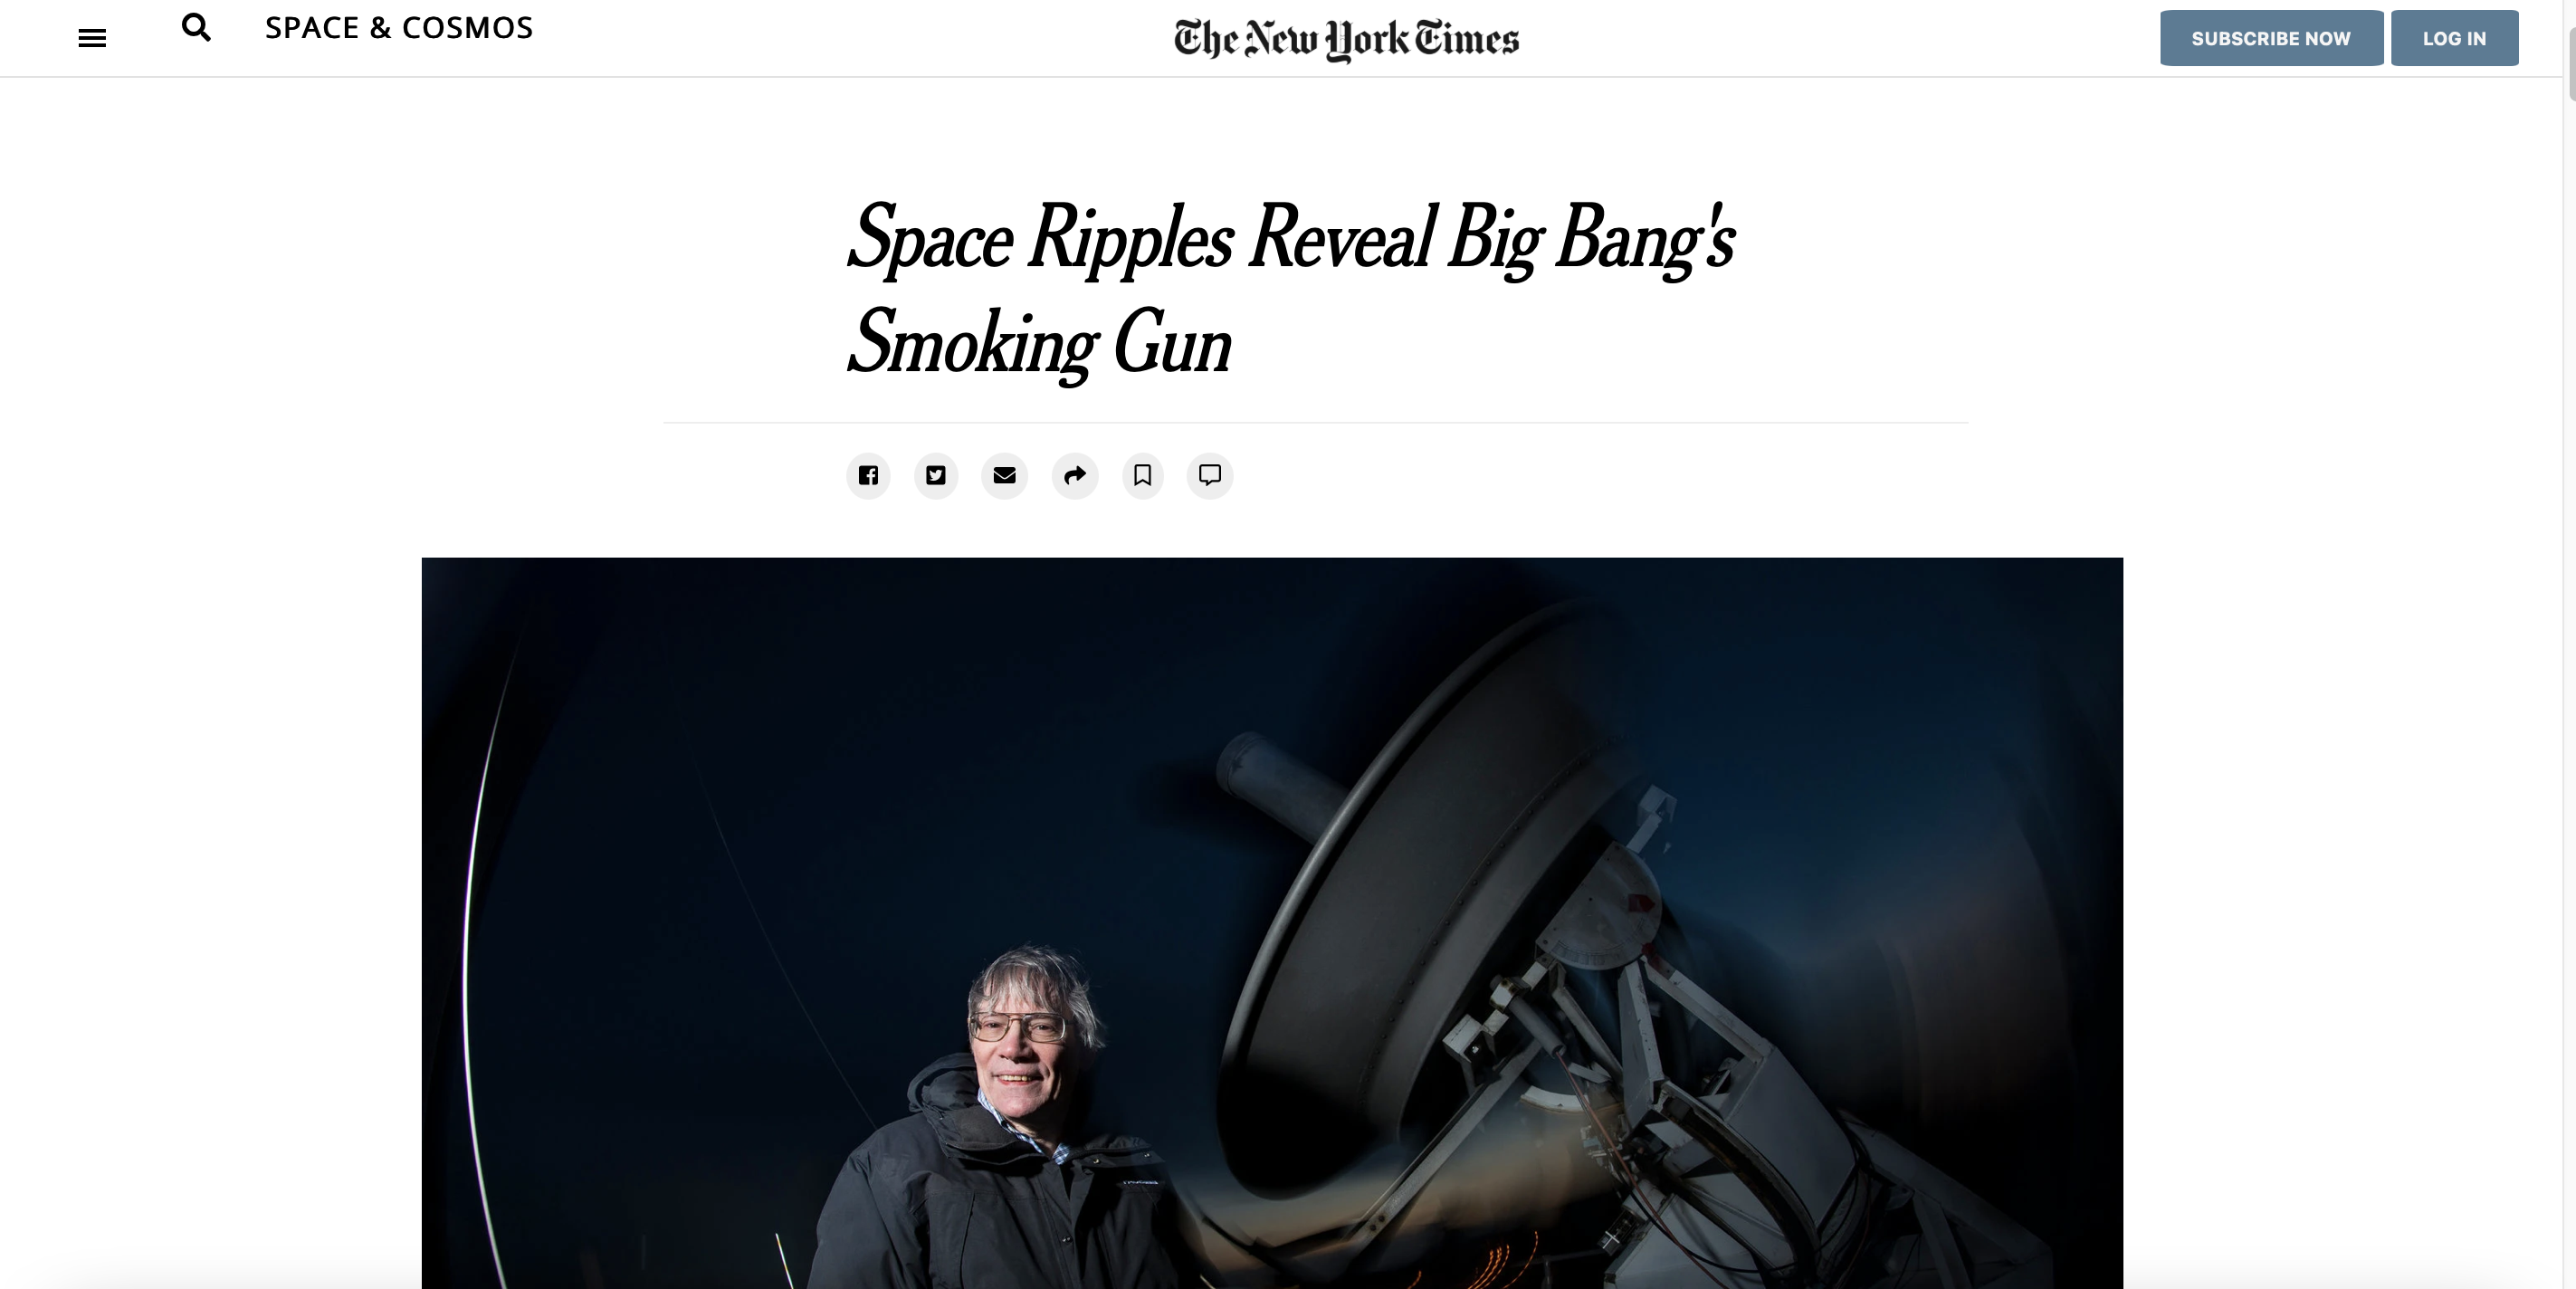 SPACE & COSMOS
The New York Times
SUBSCRIBE NOW
LOG IN
Space Ripples Reveal Big Bang's
Smoking Gun